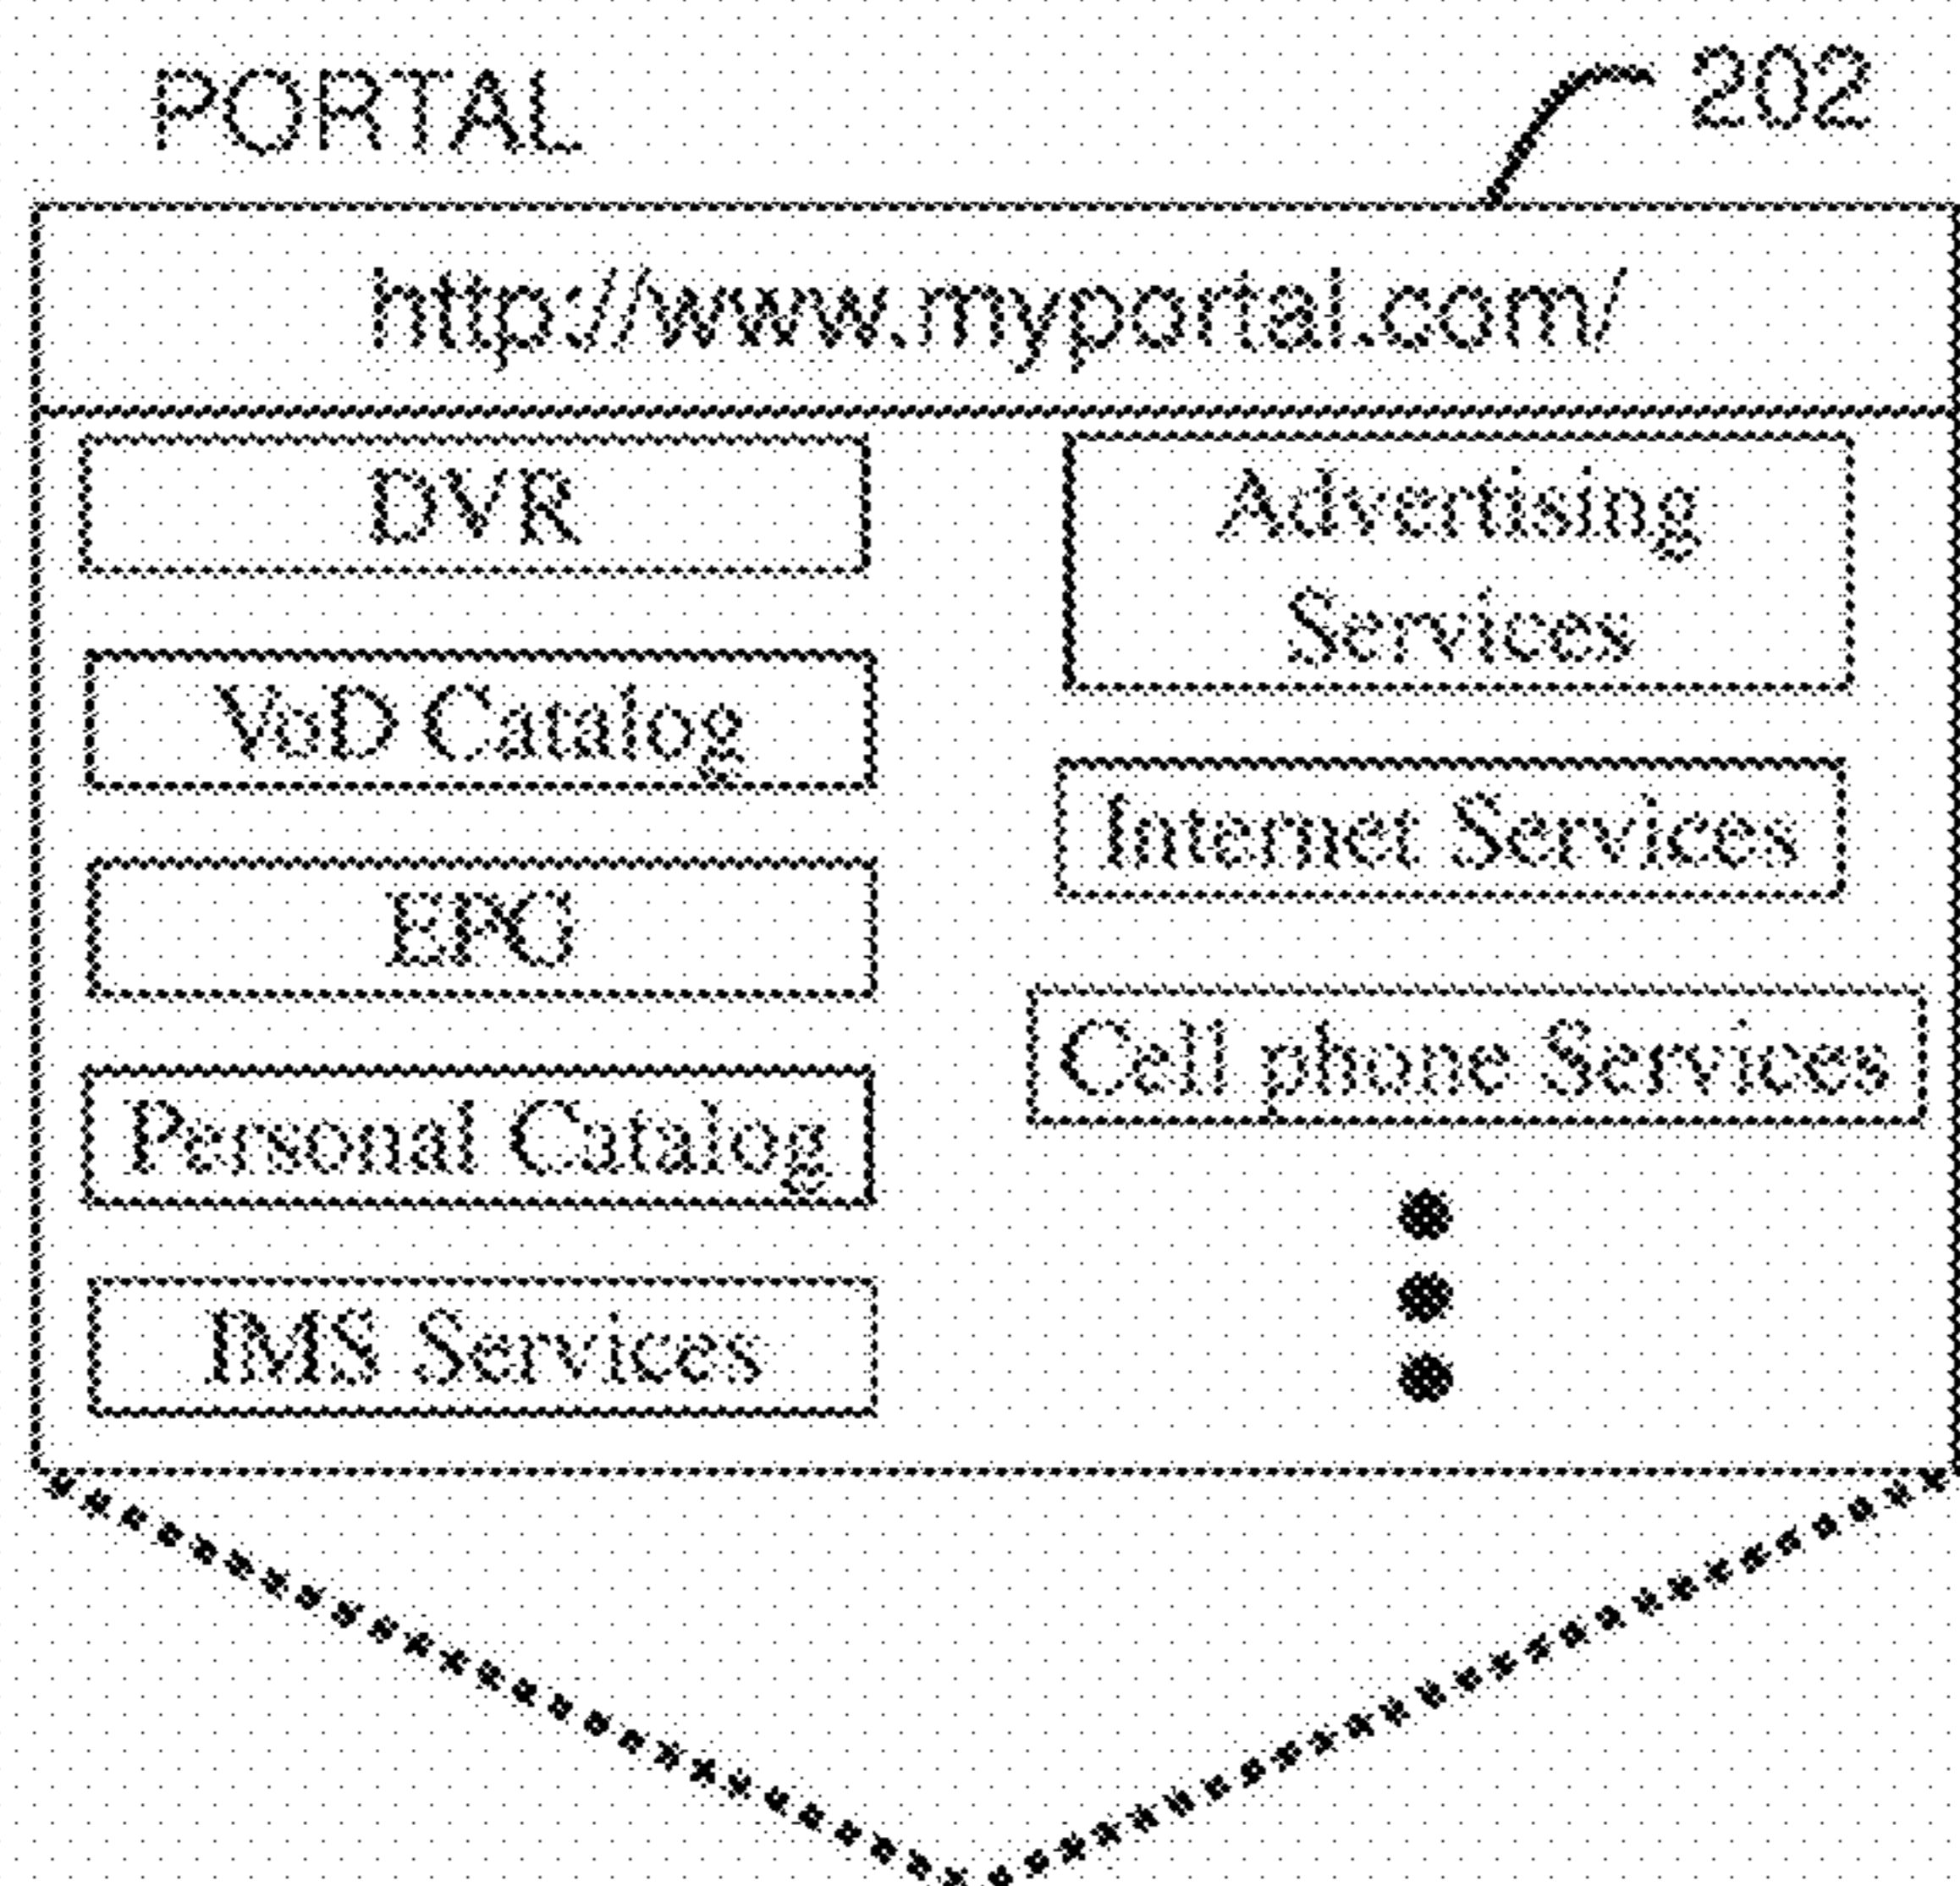 PORTAL
202
http://www.myportal.com/
DVR
VoD Catalog
EPG
Personal Catalog
IMS Services
Advertising
Services
Internet Services
Cell phone Services